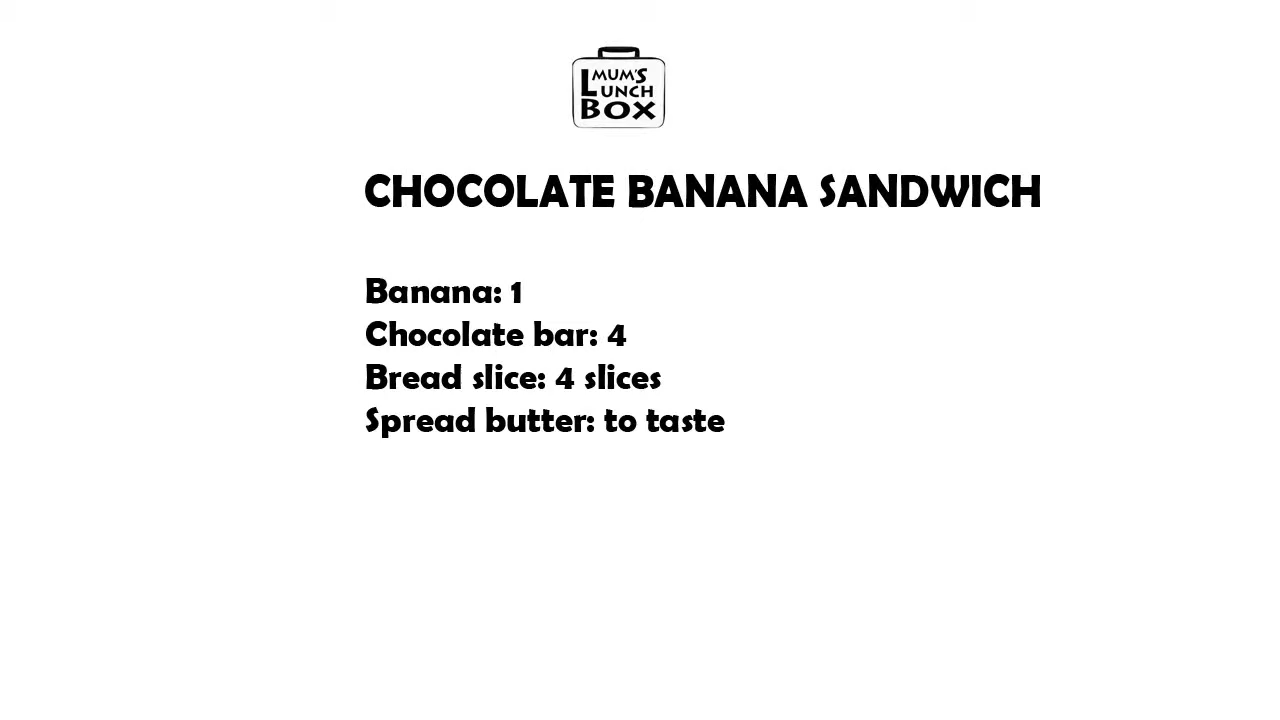 MUM'S
LUNCH
BOX
CHOCOLATE BANANA SANDWICH
Banana: 1
Chocolate bar: 4
Bread slice: 4 slices
Spread butter: to taste